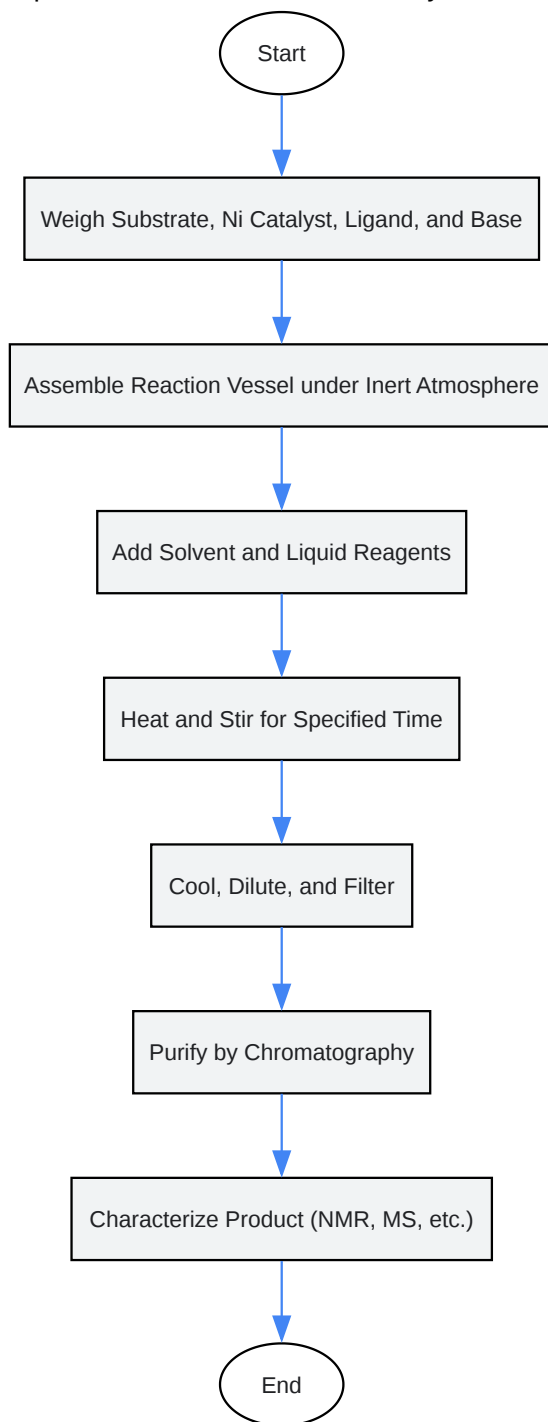 Start
Weigh Substrate, Ni Catalyst, Ligand, and Base
Assemble Reaction Vessel under Inert Atmosphere
Add Solvent and Liquid Reagents
Heat and Stir for Specified Time
Cool, Dilute, and Filter
Purify by Chromatography
Characterize Product (NMR, MS, etc.)
End